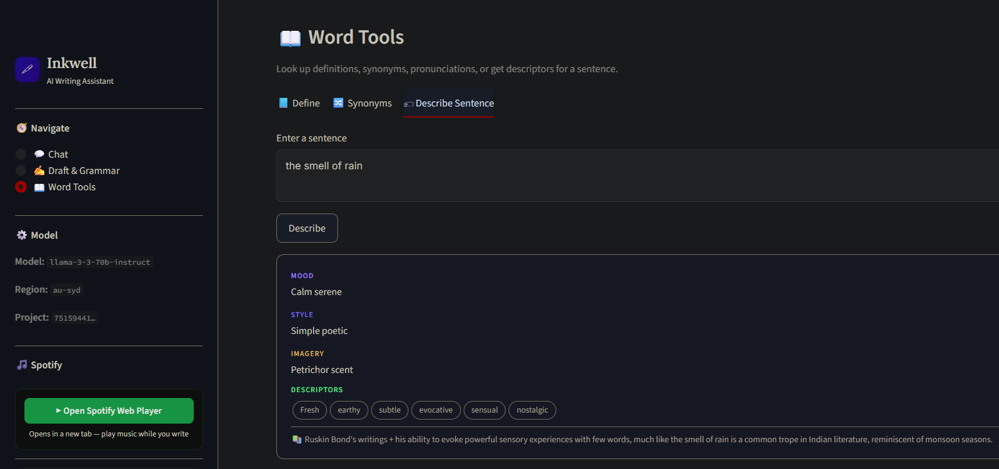 Inkwell
AI Writing Assistant
Navigate
Chat
Draft & Grammar
Word Tools
Model
Model: llama-3-3-70b-instruct
Region: au-syd
Project: 75159441…
Spotify
Open Spotify Web Player
Opens in a new tab — play music while you write
Word Tools
Look up definitions, synonyms, pronunciations, or get descriptors for a sentence.
Define Synonyms Describe Sentence
Enter a sentence
the smell of rain
Describe
MOOD
Calm serene
STYLE
Simple poetic
IMAGERY
Petrichor scent
DESCRIPTORS
Fresh earthy subtle evocative sensual nostalgic
Ruskin Bond's writings + his ability to evoke powerful sensory experiences with few words, much like the smell of rain is a common trope in Indian literature, reminiscent of monsoon seasons.